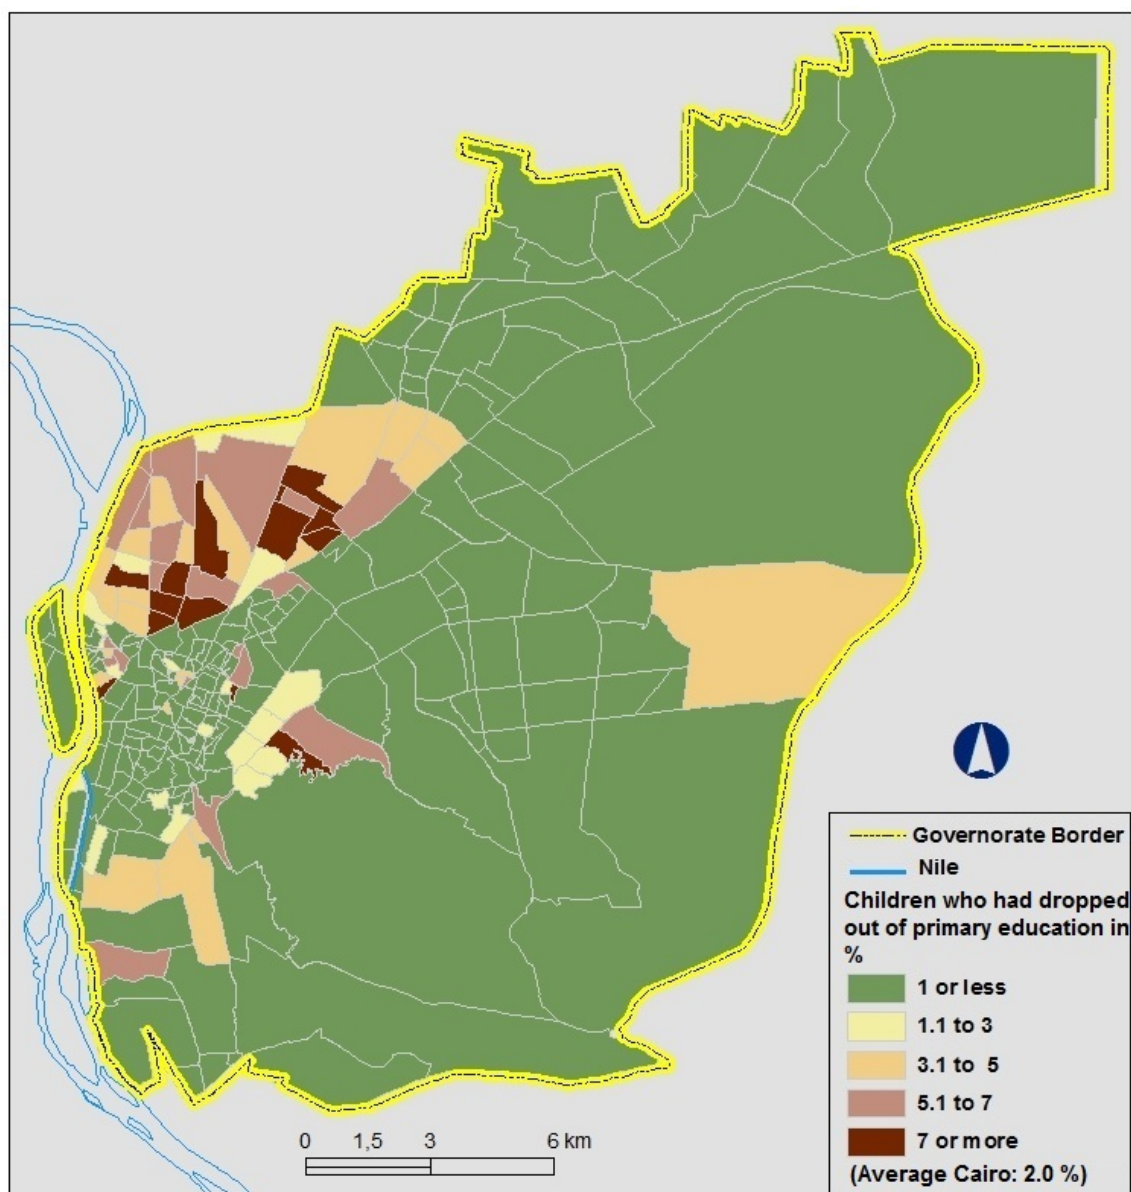 Governorate Border
Nile
Children who had dropped
out of primary education in
%
1 or less
1.1 to 3
3.1 to 5
5.1 to 7
7 or more
(Average Cairo: 2.0 %)
0 1,5 3 6 km